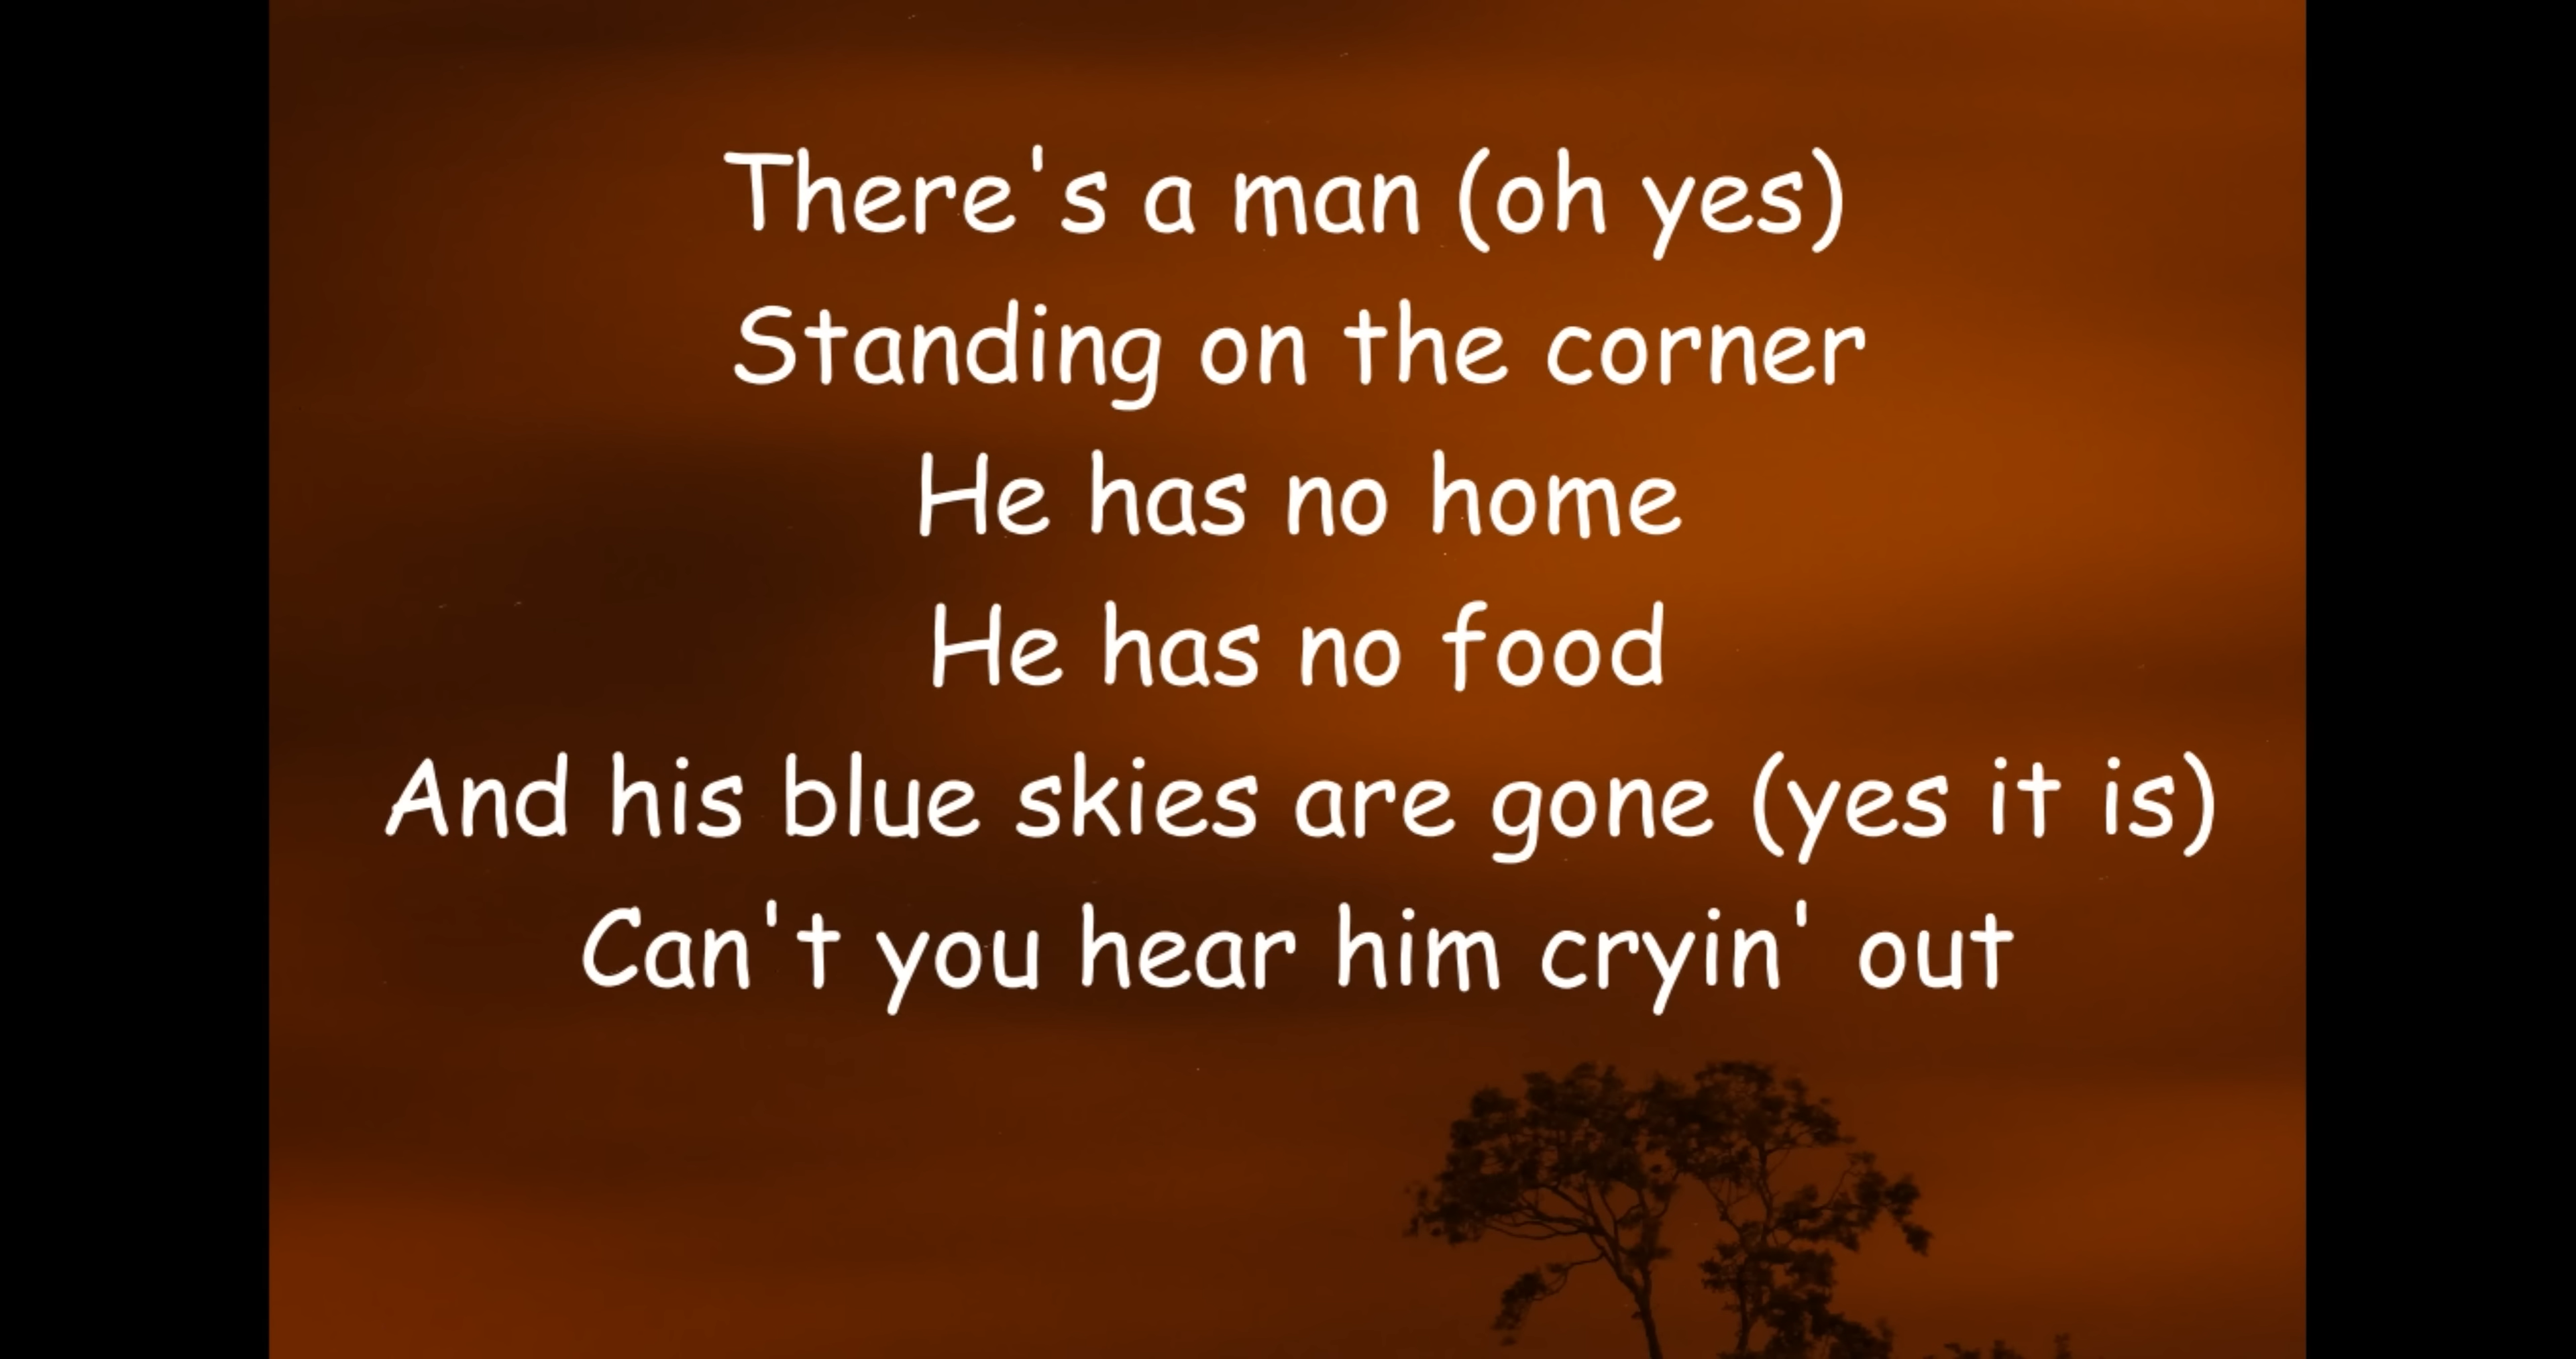 There's a man (oh yes)
Standing on the corner
He has no home
He has no food
And his blue skies are gone (yes it is)
Can't you hear him cryin' out